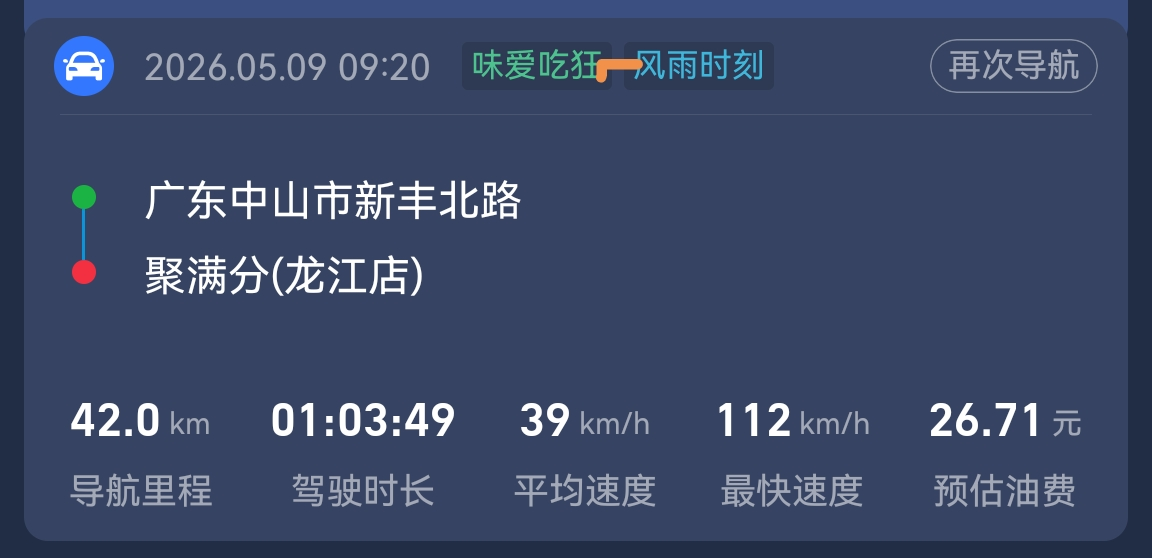 2026.05.09 09:20 味爱吃狂 风雨时刻 再次导航
广东中山市新丰北路
聚满分(龙江店)
42.0 km 01:03:49 39 km/h 112 km/h 26.71 元
导航里程 驾驶时长 平均速度 最快速度 预估油费